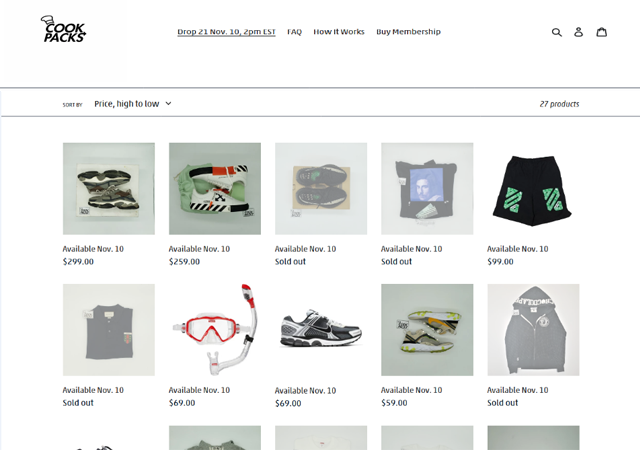 COOK
PACKS
Drop 21 Nov. 10, 2pm EST FAQ How It Works Buy Membership
SORT BY Price, high to low 27 products
Available Nov. 10 Available Nov. 10 Available Nov. 10 Available Nov. 10 Available Nov. 10
$299.00 $259.00 Sold out Sold out $99.00
Available Nov. 10 Available Nov. 10 Available Nov. 10 Available Nov. 10 Available Nov. 10
Sold out $69.00 $69.00 $59.00 Sold out